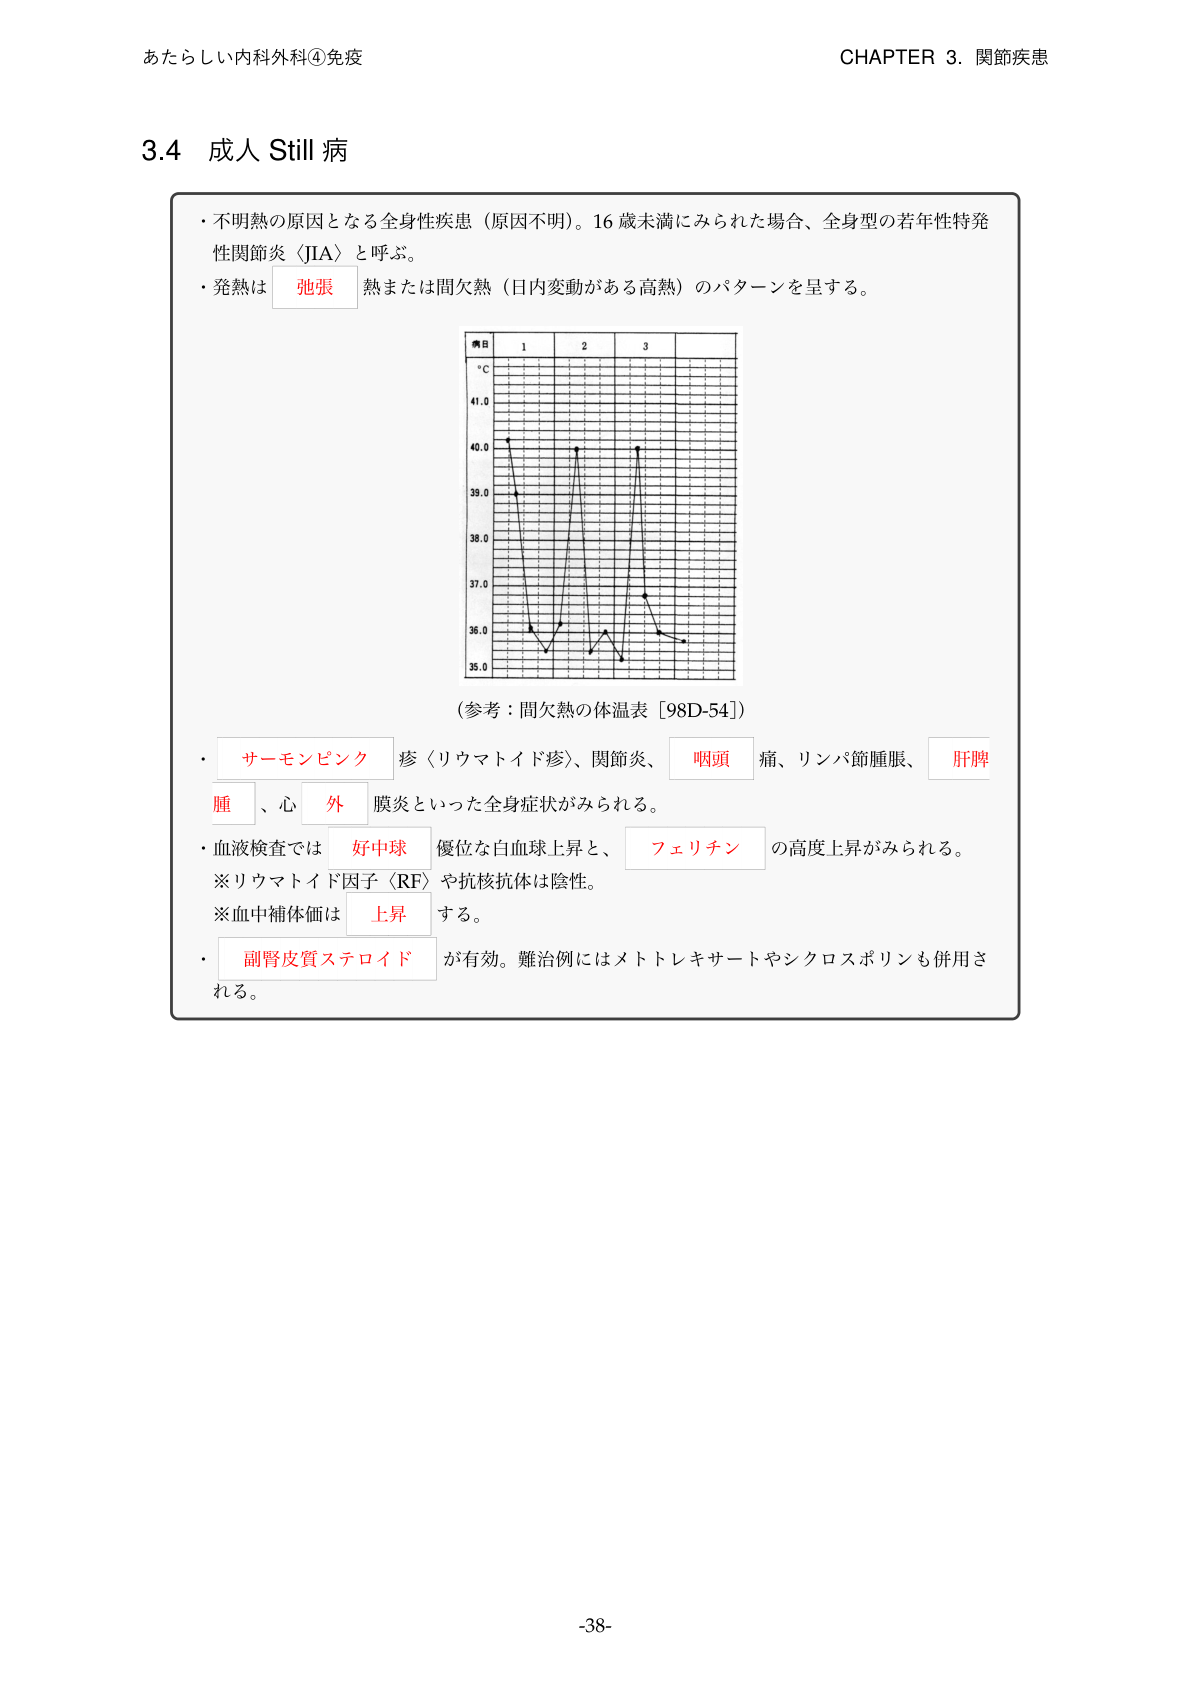 あたらしい内科外科④免疫
CHAPTER 3. 関節疾患
3.4 成人 Still 病
・不明熱の原因となる全身性疾患（原因不明）。16 歳未満にみられた場合、全身型の若年性特発
性関節炎〈JIA〉と呼ぶ。
・発熱は 弛張 熱または間欠熱（日内変動がある高熱）のパターンを呈する。
病日 1 2 3
°C
41.0
40.0
39.0
38.0
37.0
36.0
35.0
（参考：間欠熱の体温表［98D-54］）
・ サーモンピンク 疹〈リウマトイド疹〉、関節炎、 咽頭 痛、リンパ節腫脹、 肝脾
腫 、心 外 膜炎といった全身症状がみられる。
・血液検査では 好中球 優位な白血球上昇と、 フェリチン の高度上昇がみられる。
※リウマトイド因子〈RF〉や抗核抗体は陰性。
※血中補体価は 上昇 する。
・ 副腎皮質ステロイド が有効。難治例にはメトトレキサートやシクロスポリンも併用さ
れる。
-38-